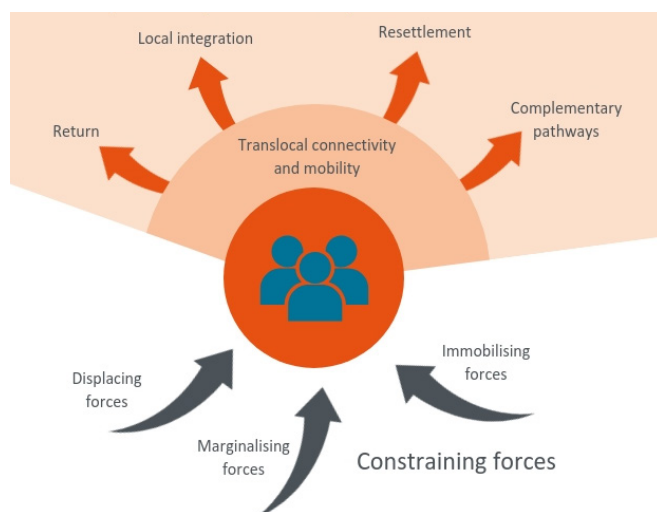 Resettlement
Local integration
Complementary
pathways
Return
Translocal connectivity
and mobility
Immobilising
forces
Displacing
forces
Marginalising
forces
Constraining forces